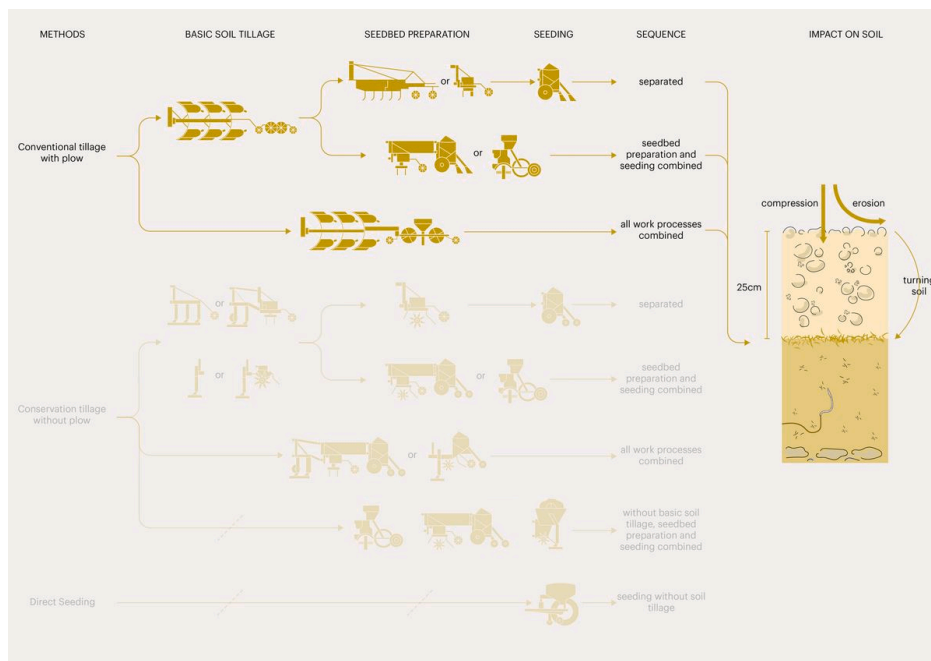 METHODS
BASIC SOIL TILLAGE
SEEDBED PREPARATION
SEEDING
SEQUENCE
IMPACT ON SOIL
or
separated
Conventional tillage
with plow
or
seedbed
preparation and
seeding combined
all work processes
combined
compression
erosion
25cm
turning
soil
or
separated
or
or
seedbed
preparation and
seeding combined
Conservation tillage
without plow
or
all work processes
combined
without basic soil
tillage, seedbed
preparation and
seeding combined
Direct Seeding
seeding without soil
tillage